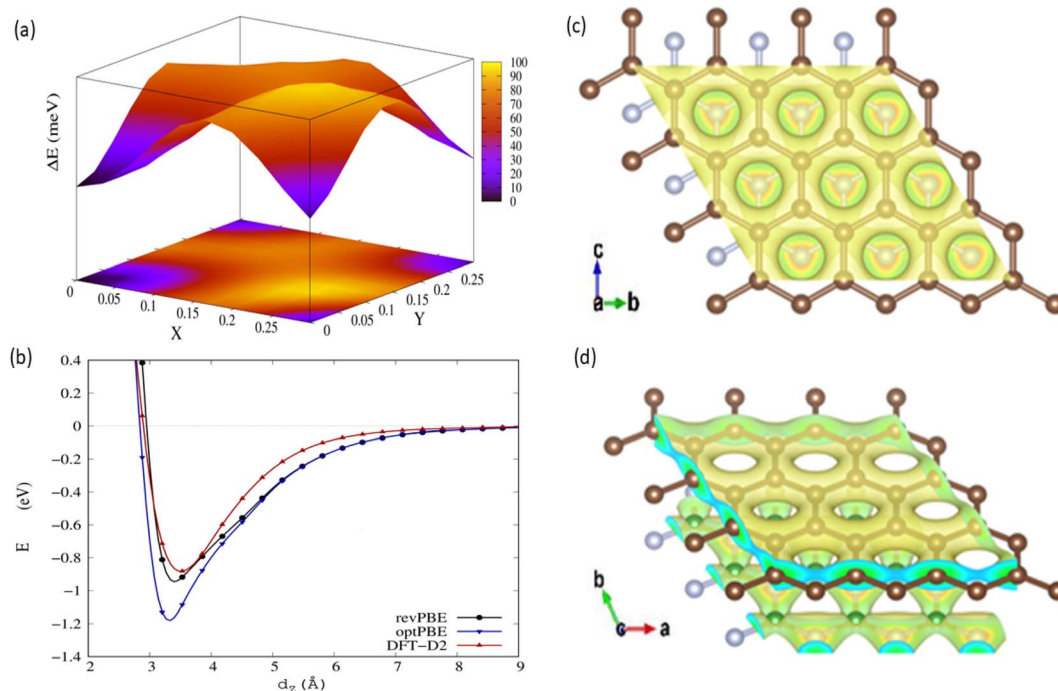 (a)
ΔE (meV)
100
90
80
70
60
50
40
30
20
10
0
0
0.05
0.1
0.15
0.2
0.25
X
0
0.05
0.1
0.15
0.2
0.25
Y
(b)
0.4
0.2
0
−0.2
−0.4
−0.6
−0.8
−1
−1.2
−1.4
E (eV)
revPBE
optPBE
DFT−D2
2 3 4 5 6 7 8 9
dz(Å)
(c)
c
a b
(d)
b
c a